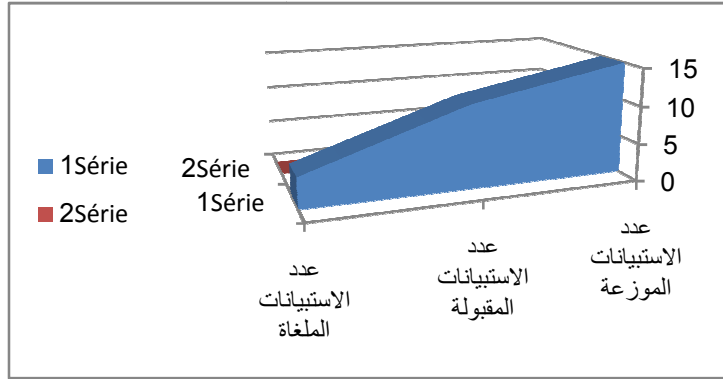 15
10
5
0
2Série
1Série
1Série
2Série
عدد
الاستبيانات
الموزعة
عدد
الاستبيانات
المقبولة
عدد
الاستبيانات
الملغاة